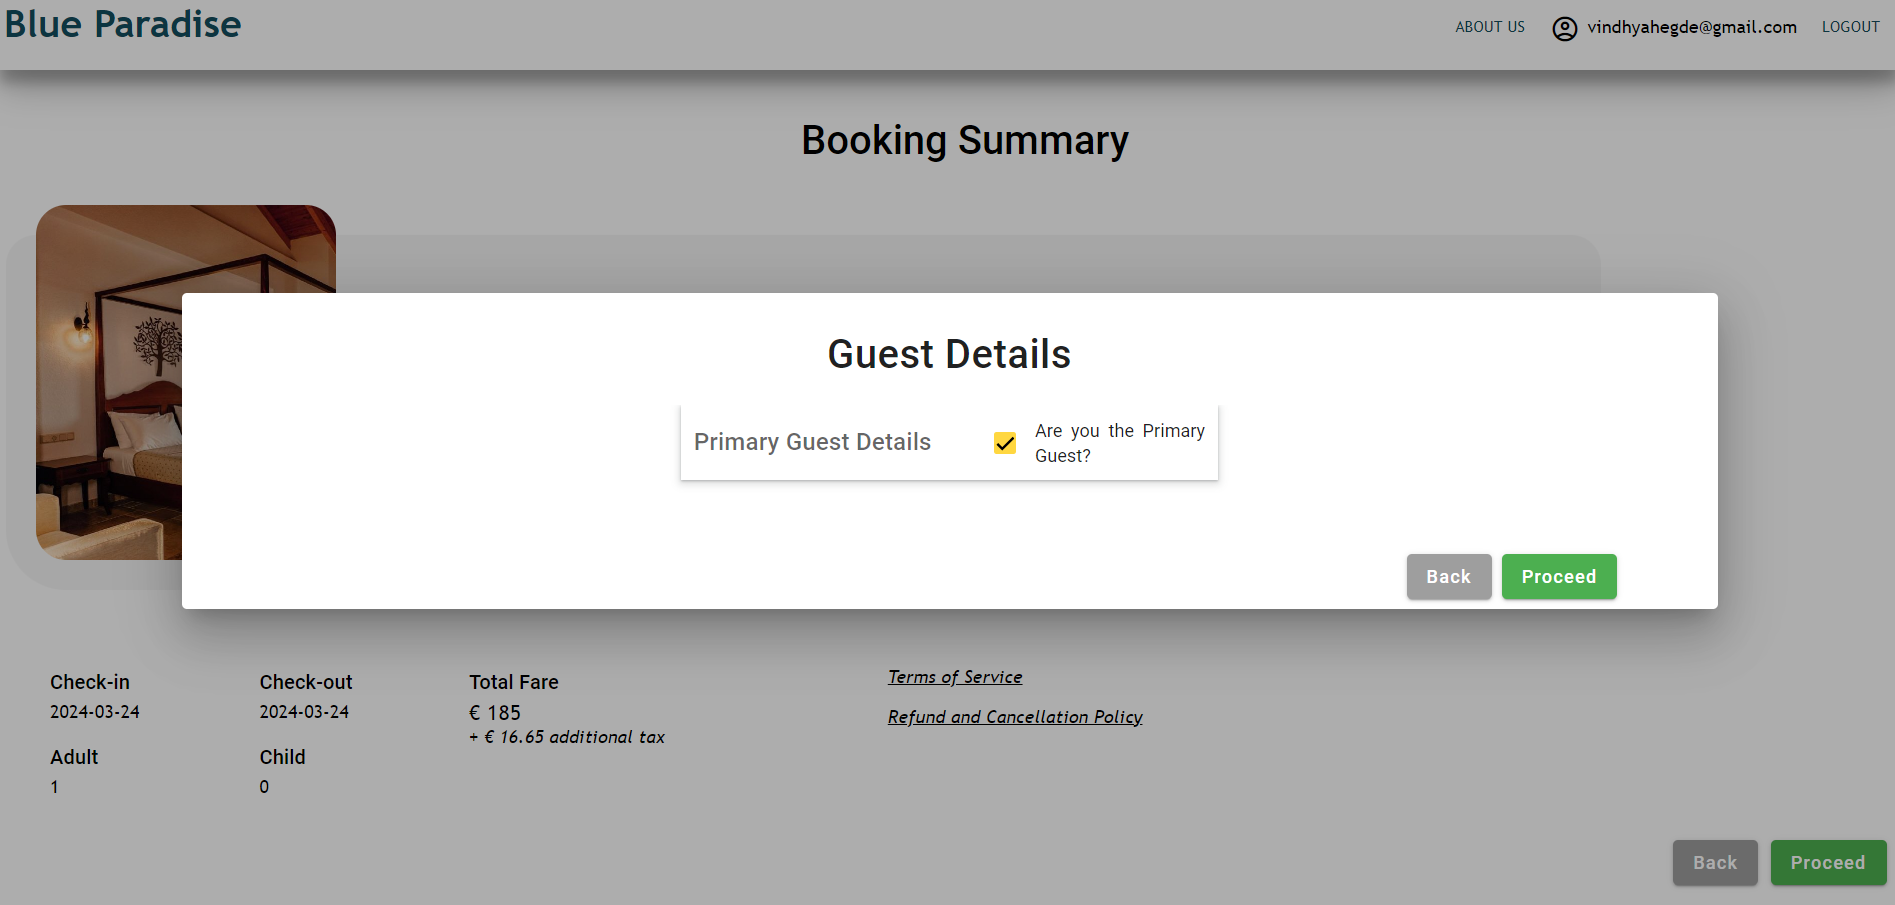 Blue Paradise
ABOUT US
vindhyahegde@gmail.com
LOGOUT
Booking Summary
Guest Details
Primary Guest Details
Are you the Primary
Guest?
Back
Proceed
Check-in
2024-03-24
Check-out
2024-03-24
Total Fare
€ 185
+ € 16.65 additional tax
Adult
1
Child
0
Terms of Service
Refund and Cancellation Policy
Back
Proceed